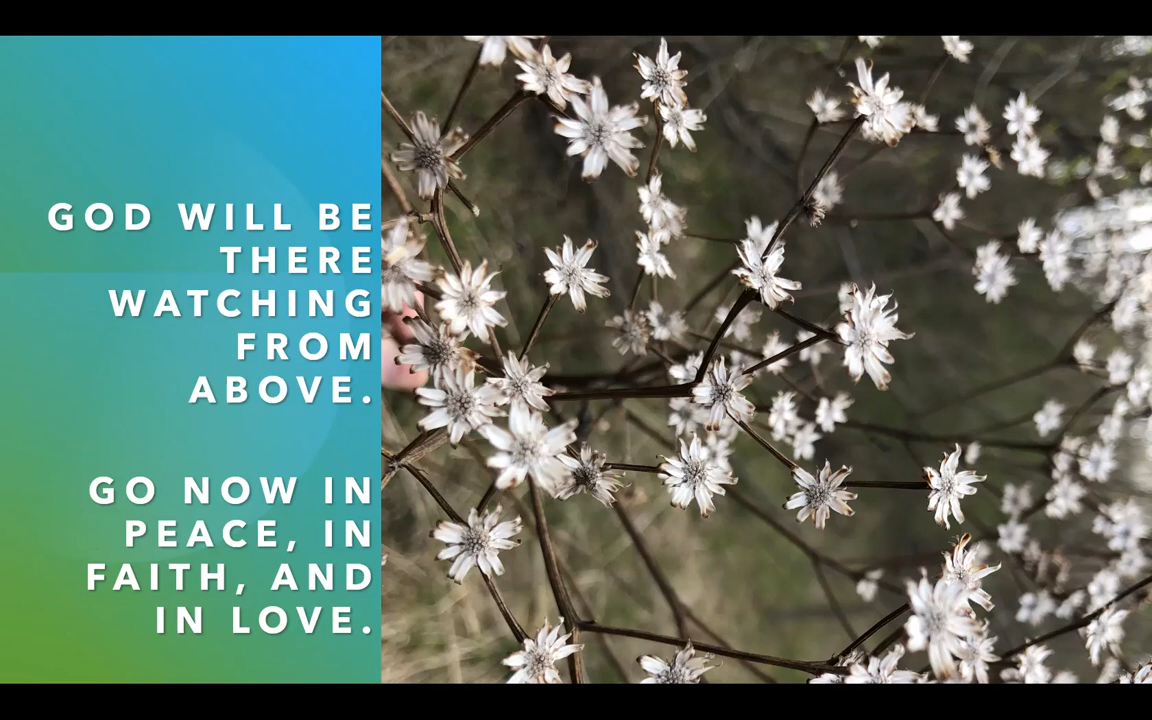 GOD WILL BE
THERE
WATCHING
FROM
ABOVE.
GO NOW IN
PEACE, IN
FAITH, AND
IN LOVE.